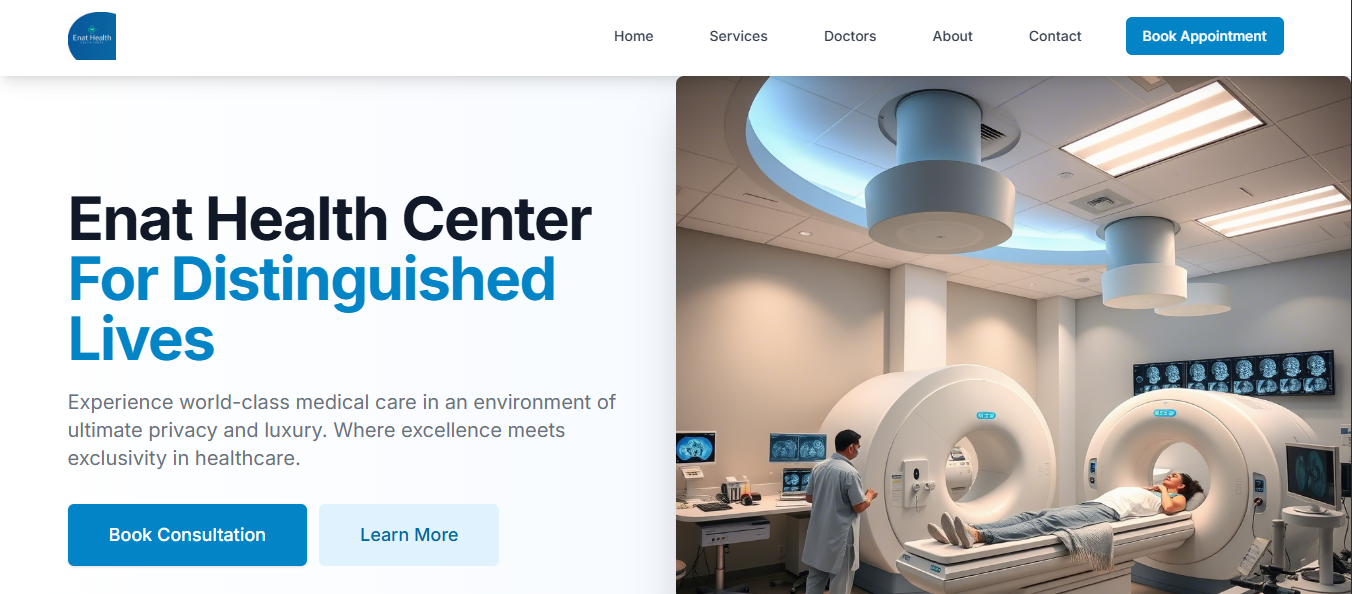 Enat Health
Home
Services
Doctors
About
Contact
Book Appointment
Enat Health Center
For Distinguished
Lives
Experience world-class medical care in an environment of
ultimate privacy and luxury. Where excellence meets
exclusivity in healthcare.
Book Consultation
Learn More